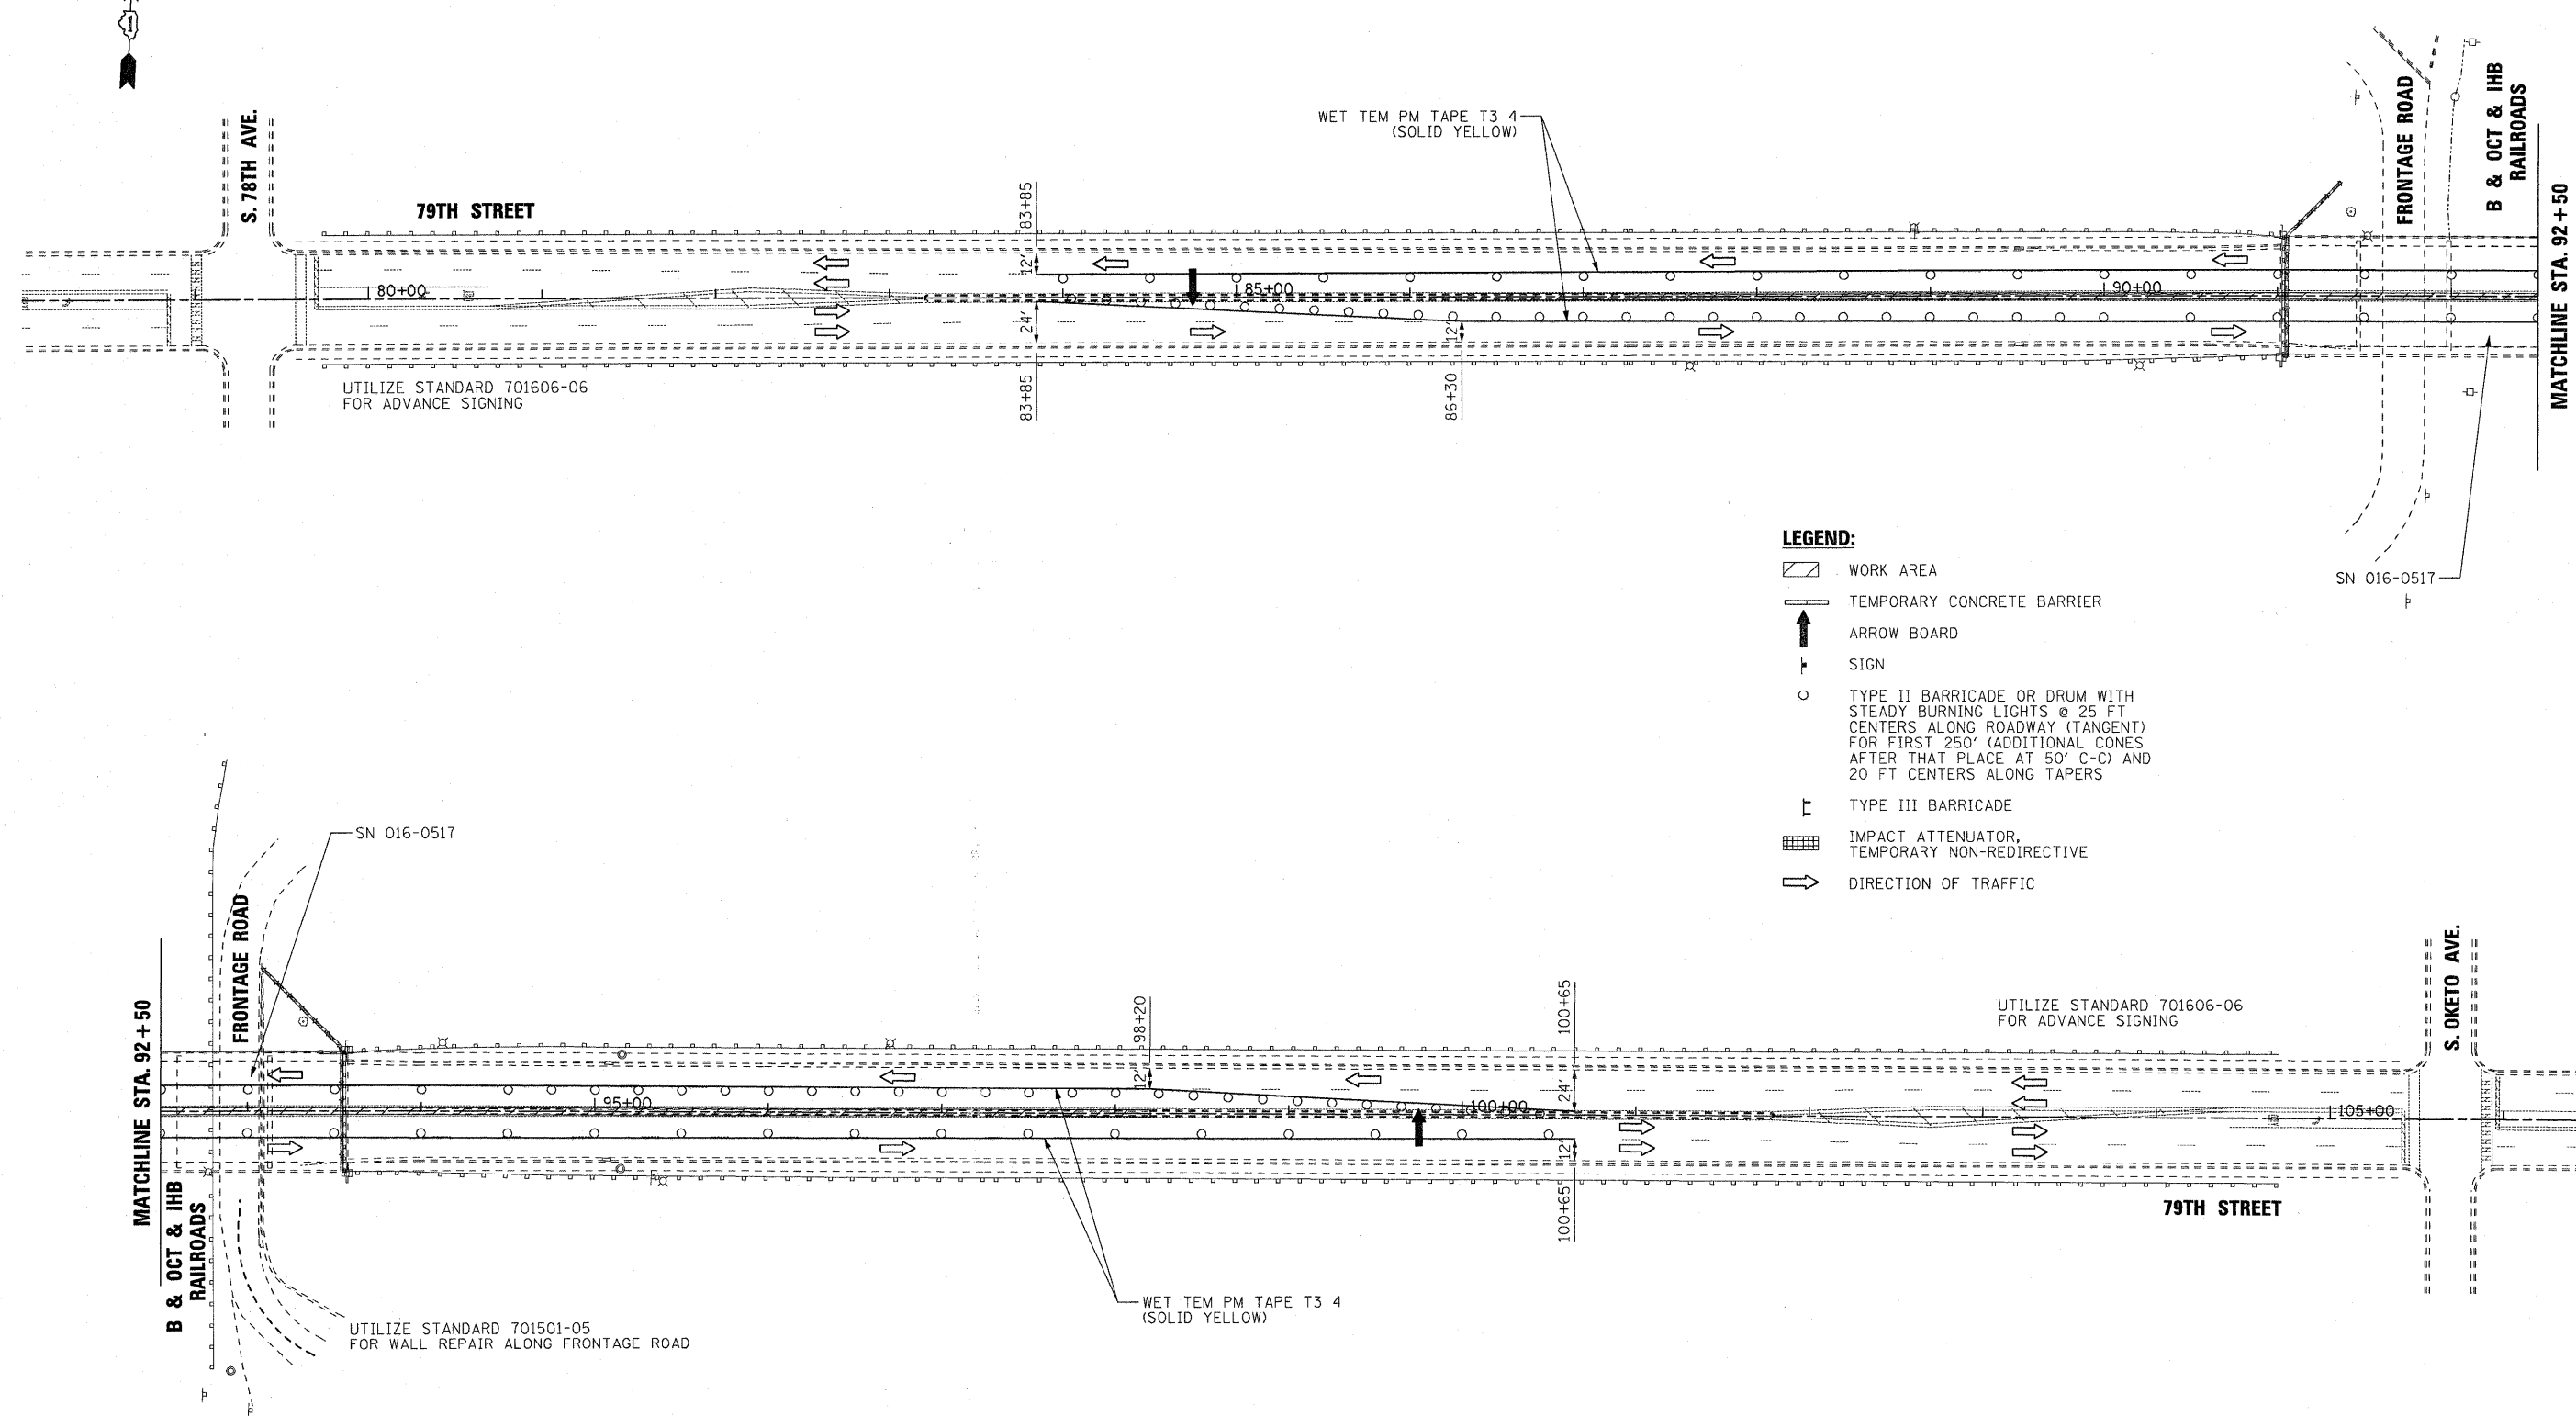 1
S. 78TH AVE.
79TH STREET
80+00
UTILIZE STANDARD 701606-06
FOR ADVANCE SIGNING
83+85
12'
24'
83+85
85+00
WET TEM PM TAPE T3 4
(SOLID YELLOW)
12'
86+30
90+00
FRONTAGE ROAD
B & OCT & IHB
RAILROADS
MATCHLINE STA. 92+50
SN 016-0517
LEGEND:
WORK AREA
TEMPORARY CONCRETE BARRIER
ARROW BOARD
SIGN
TYPE II BARRICADE OR DRUM WITH
STEADY BURNING LIGHTS @ 25 FT
CENTERS ALONG ROADWAY (TANGENT)
FOR FIRST 250' (ADDITIONAL CONES
AFTER THAT PLACE AT 50' C-C) AND
20 FT CENTERS ALONG TAPERS
TYPE III BARRICADE
IMPACT ATTENUATOR,
TEMPORARY NON-REDIRECTIVE
DIRECTION OF TRAFFIC
MATCHLINE STA. 92+50
B & OCT & IHB
RAILROADS
FRONTAGE ROAD
SN 016-0517
UTILIZE STANDARD 701501-05
FOR WALL REPAIR ALONG FRONTAGE ROAD
95+00
98+20
12'
WET TEM PM TAPE T3 4
(SOLID YELLOW)
100+00
100+65
24'
12'
100+65
UTILIZE STANDARD 701606-06
FOR ADVANCE SIGNING
105+00
79TH STREET
S. OKETO AVE.